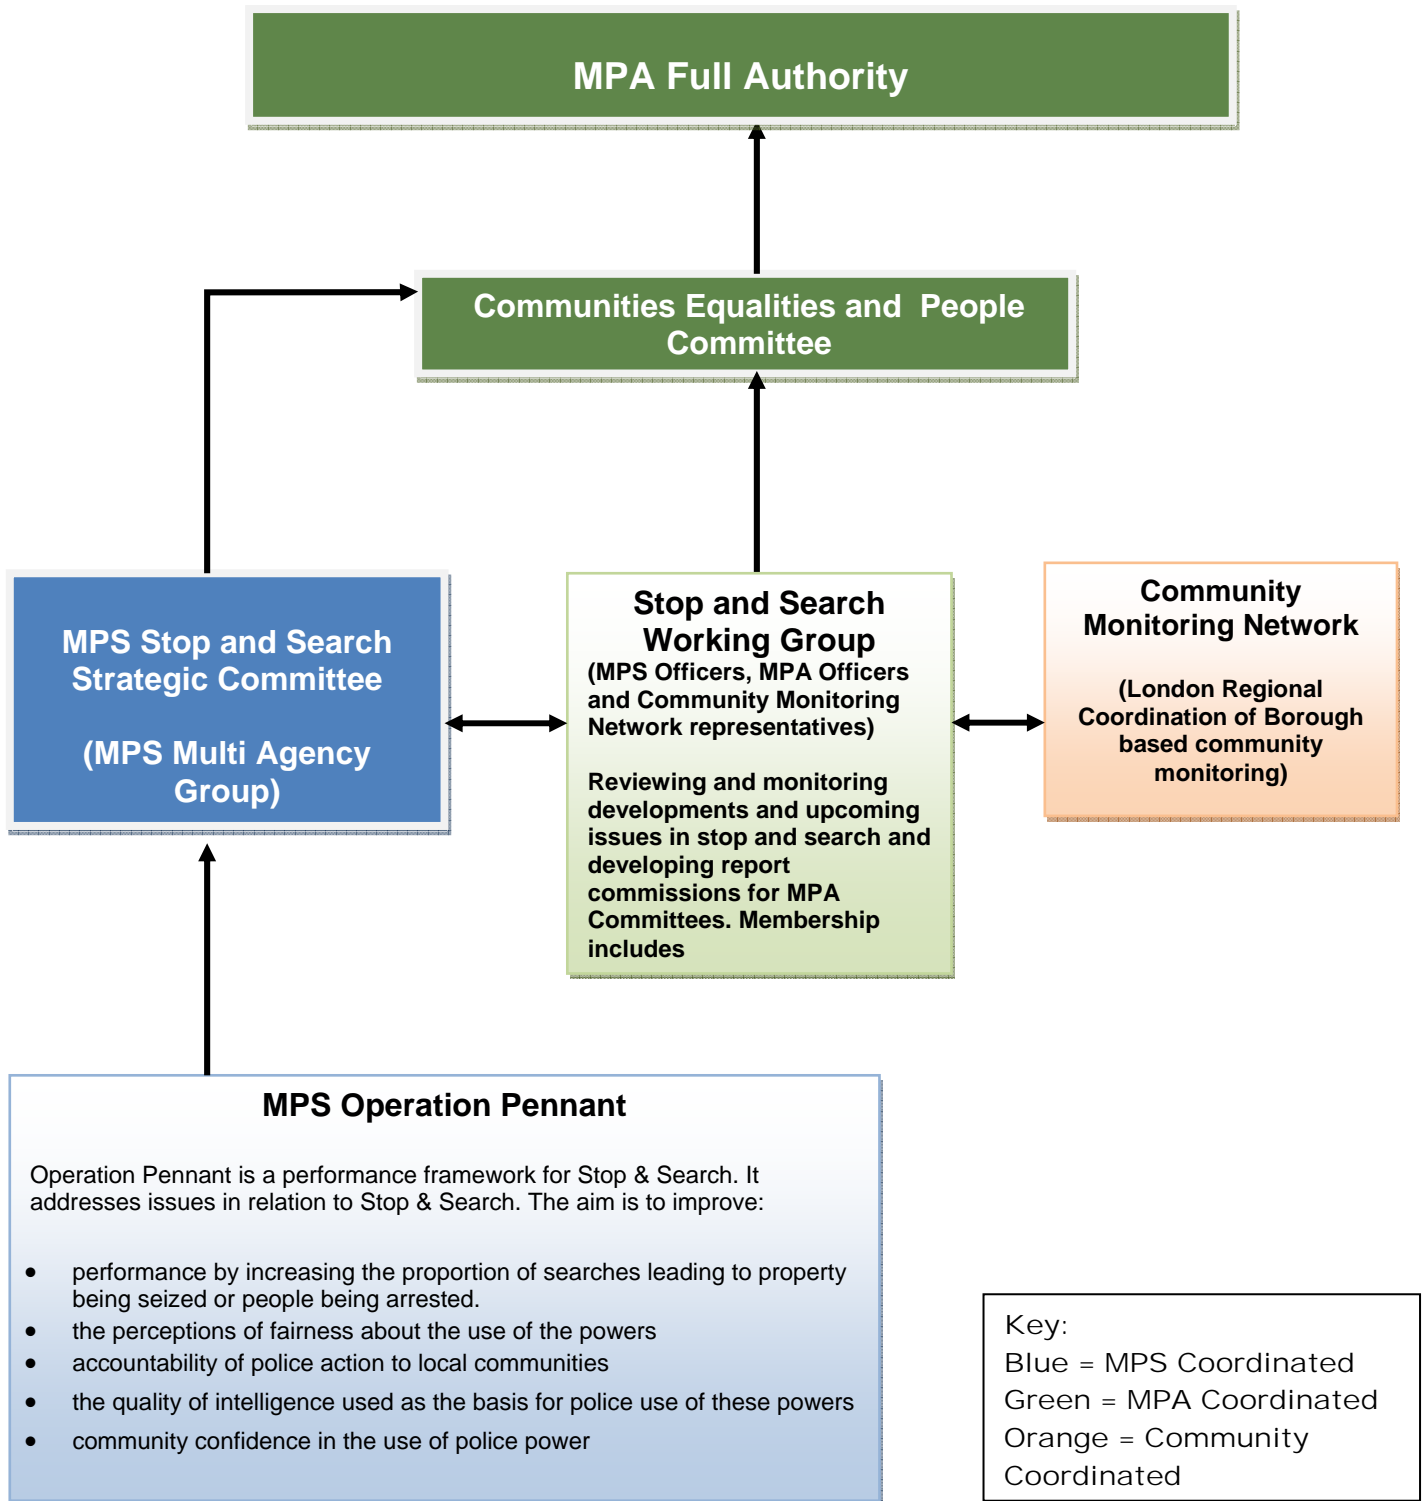 MPA Full Authority
Communities Equalities and People
Committee
MPS Stop and Search
Strategic Committee
(MPS Multi Agency
Group)
Stop and Search
Working Group
(MPS Officers, MPA Officers
and Community Monitoring
Network representatives)
Reviewing and monitoring
developments and upcoming
issues in stop and search and
developing report
commissions for MPA
Committees. Membership
includes
Community
Monitoring Network
(London Regional
Coordination of Borough
based community
monitoring)
MPS Operation Pennant
Operation Pennant is a performance framework for Stop & Search. It
addresses issues in relation to Stop & Search. The aim is to improve:
• performance by increasing the proportion of searches leading to property
being seized or people being arrested.
• the perceptions of fairness about the use of the powers
• accountability of police action to local communities
• the quality of intelligence used as the basis for police use of these powers
• community confidence in the use of police power
Key:
Blue = MPS Coordinated
Green = MPA Coordinated
Orange = Community
Coordinated